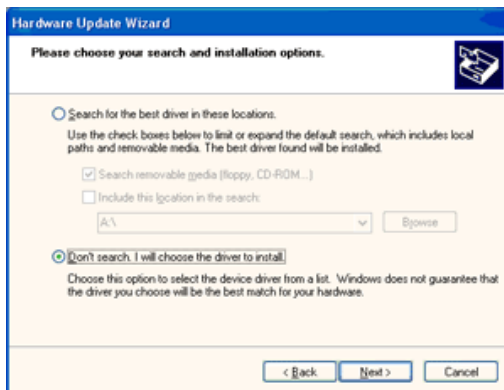 Hardware Update Wizard
Please choose your search and installation options.
Search for the best driver in these locations.
Use the check boxes below to limit or expand the default search, which includes local
paths and removable media. The best driver found will be installed.
Search removable media (floppy, CD-ROM...)
Include this location in the search:
A:\
Browse
Don't search. I will choose the driver to install.
Choose this option to select the device driver from a list. Windows does not guarantee that
the driver you choose will be the best match for your hardware.
< Back
Next >
Cancel